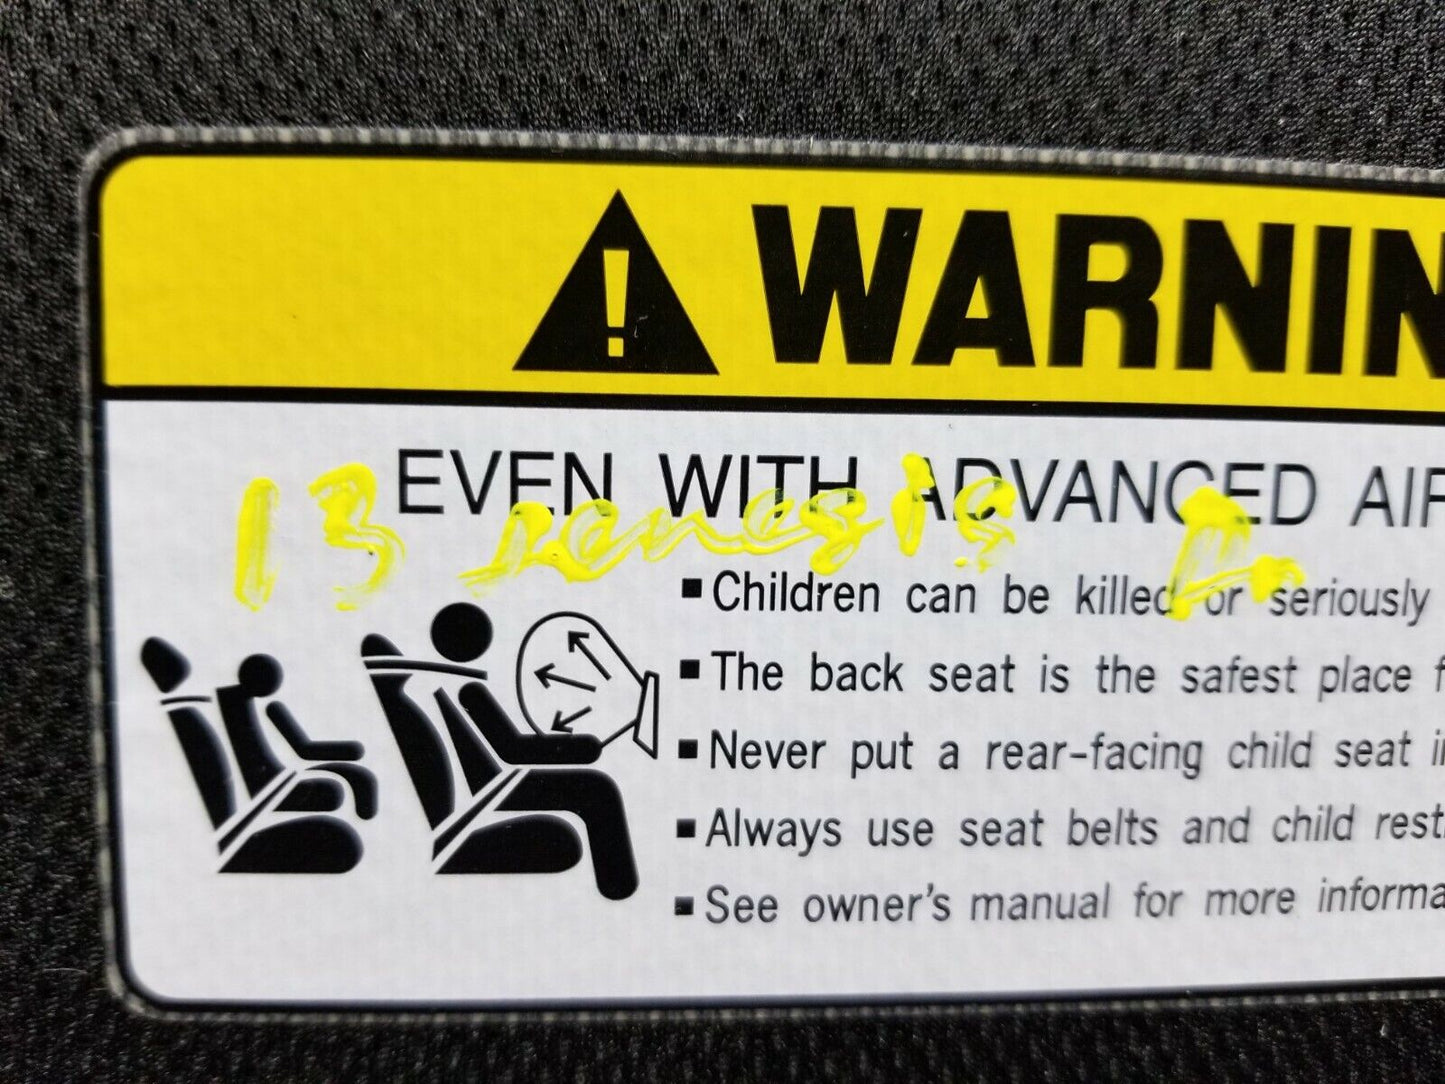 ! WARNIN
EVEN WITH ADVANCED AIR
13 Genesis R.
▪Children can be killed or seriously
▪The back seat is the safest place f
▪Never put a rear-facing child seat i
▪Always use seat belts and child rest
▪See owner's manual for more informa